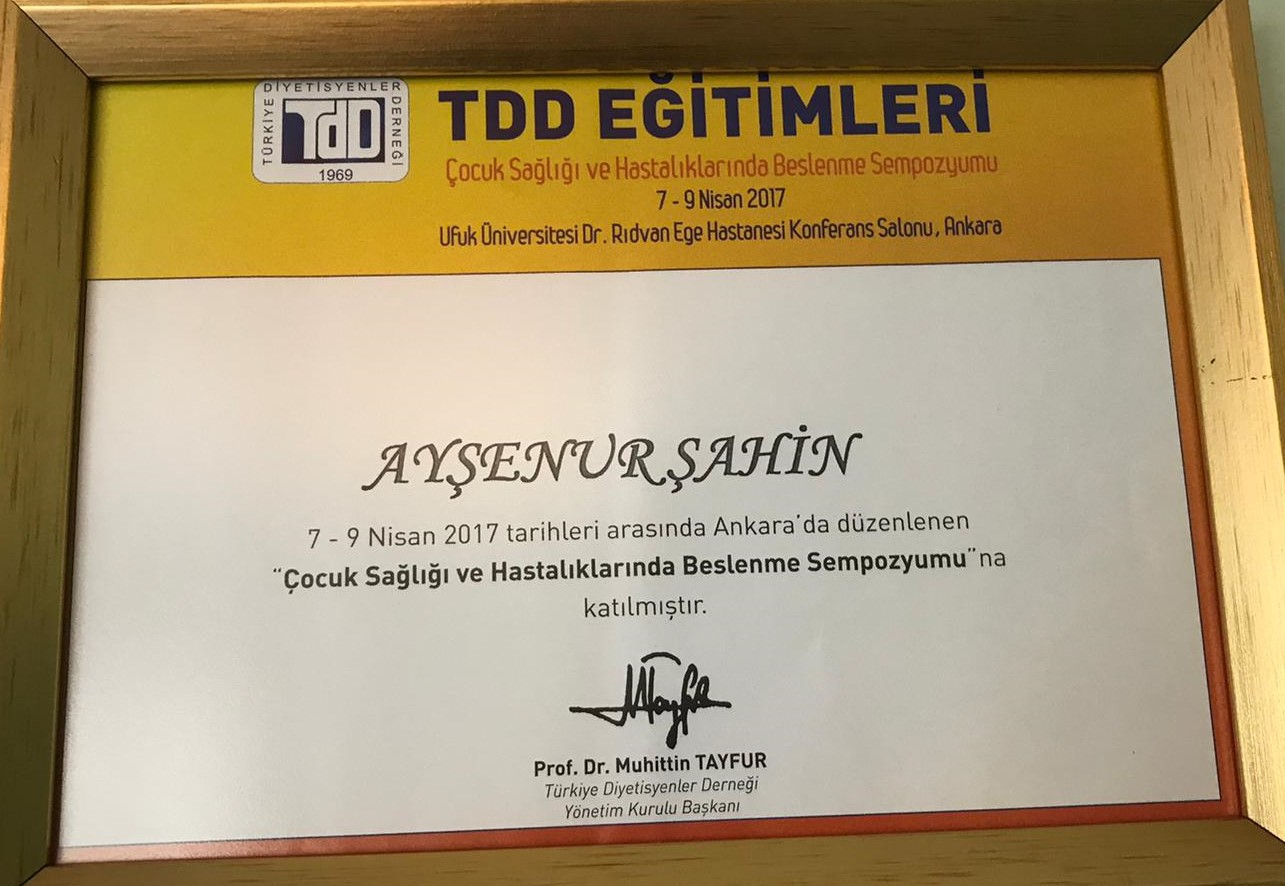 TÜRKİYE DİYETİSYENLER DERNEĞİ
TDD
1969
TDD EĞİTİMLERİ
Çocuk Sağlığı ve Hastalıklarında Beslenme Sempozyumu
7 - 9 Nisan 2017
Ufuk Üniversitesi Dr. Rıdvan Ege Hastanesi Konferans Salonu, Ankara
AYŞENUR ŞAHİN
7 - 9 Nisan 2017 tarihleri arasında Ankara'da düzenlenen
"Çocuk Sağlığı ve Hastalıklarında Beslenme Sempozyumu"na
katılmıştır.
Prof. Dr. Muhittin TAYFUR
Türkiye Diyetisyenler Derneği
Yönetim Kurulu Başkanı